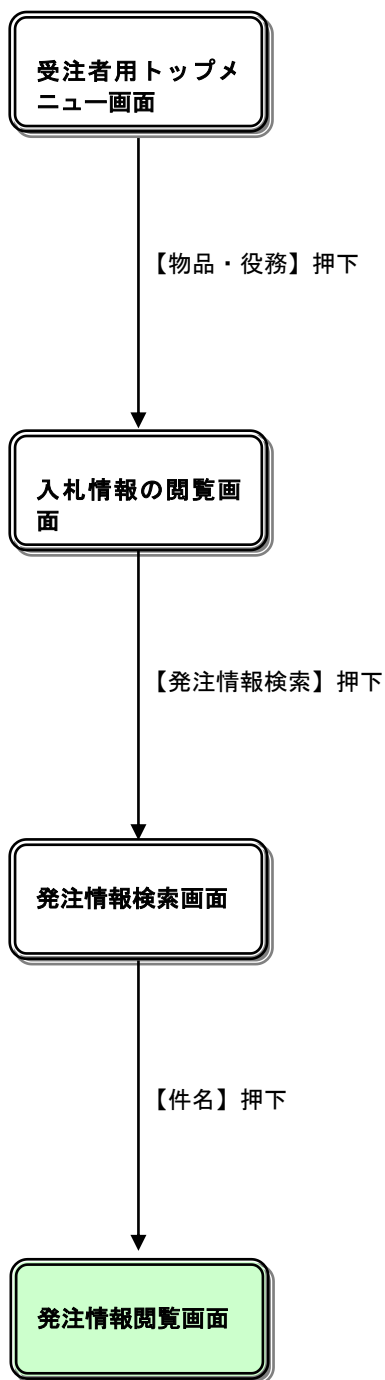 受注者用トップメ
ニュー画面
【物品・役務】押下
入札情報の閲覧画
面
【発注情報検索】押下
発注情報検索画面
【件名】押下
発注情報閲覧画面